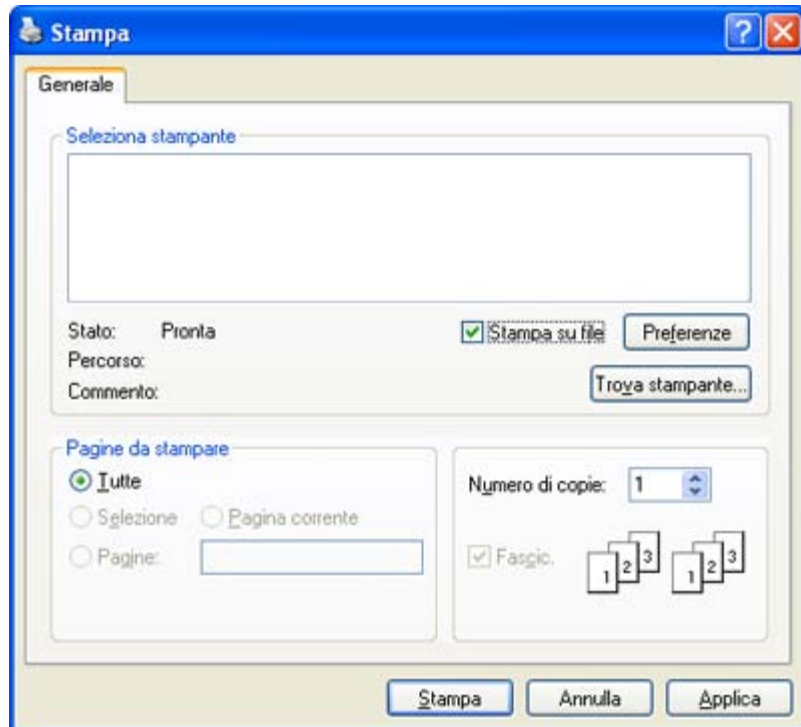 Stampa
Generale
Seleziona stampante
Stato: Pronta
Stampa su file
Preferenze
Percorso:
Commento:
Trova stampante...
Pagine da stampare
Tutte
Selezione
Pagina corrente
Pagine:
Numero di copie: 1
Fascic.
1 2 3 1 2 3
Stampa
Annulla
Applica